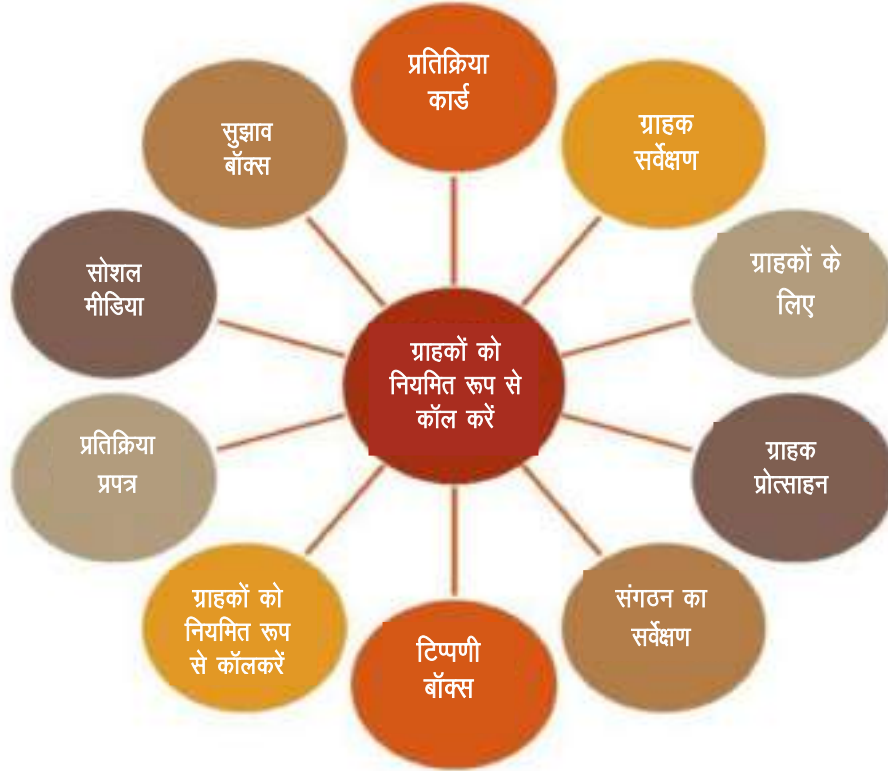 प्रतिक्रिया
कार्ड
ग्राहक
सर्वेक्षण
ग्राहकों के
लिए
ग्राहक
प्रोत्साहन
संगठन का
सर्वेक्षण
टिप्पणी
बॉक्स
ग्राहकों को
नियमित रूप
से कॉलकरें
प्रतिक्रिया
प्रपत्र
सोशल
मीडिया
सुझाव
बॉक्स
ग्राहकों को
नियमित रूप से
कॉल करें